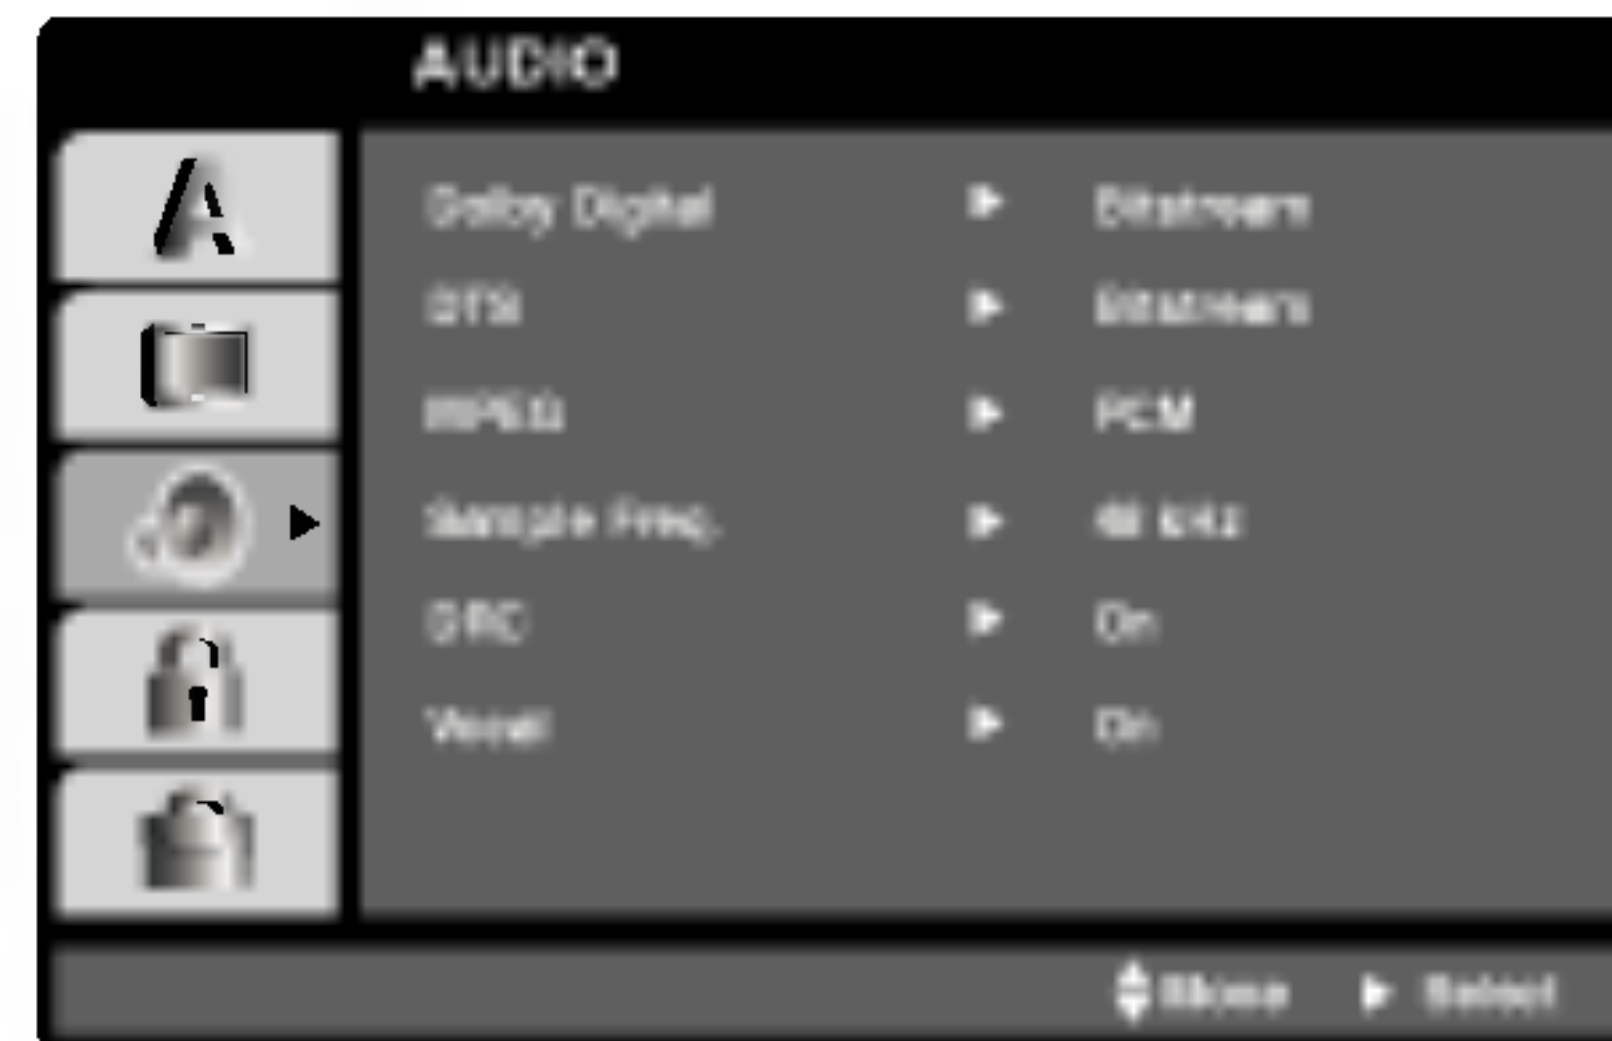 AUDIO
Dolby Digital Bitstream
DTS Bitstream
MPEG PCM
Sample Freq. 48 kHz
DRC On
Vocal On
Move Select